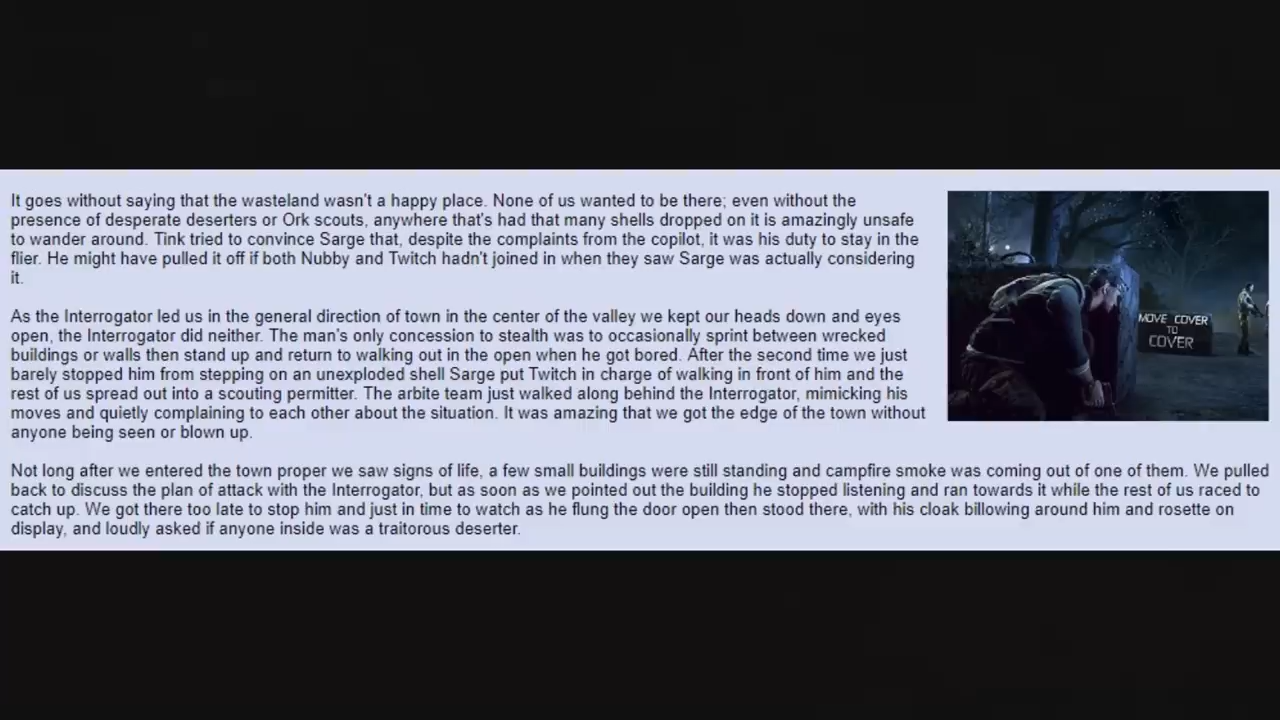 It goes without saying that the wasteland wasn't a happy place. None of us wanted to be there; even without the
presence of desperate deserters or Ork scouts, anywhere that's had that many shells dropped on it is amazingly unsafe
to wander around. Tink tried to convince Sarge that, despite the complaints from the copilot, it was his duty to stay in the
flier. He might have pulled it off if both Nubby and Twitch hadn't joined in when they saw Sarge was actually considering
it.
As the Interrogator led us in the general direction of town in the center of the valley we kept our heads down and eyes
open, the Interrogator did neither. The man's only concession to stealth was to occasionally sprint between wrecked
buildings or walls then stand up and return to walking out in the open when he got bored. After the second time we just
barely stopped him from stepping on an unexploded shell Sarge put Twitch in charge of walking in front of him and the
rest of us spread out into a scouting permitter. The arbite team just walked along behind the Interrogator, mimicking his
moves and quietly complaining to each other about the situation. It was amazing that we got the edge of the town without
anyone being seen or blown up.
Not long after we entered the town proper we saw signs of life, a few small buildings were still standing and campfire smoke was coming out of one of them. We pulled
back to discuss the plan of attack with the Interrogator, but as soon as we pointed out the building he stopped listening and ran towards it while the rest of us raced to
catch up. We got there too late to stop him and just in time to watch as he flung the door open then stood there, with his cloak billowing around him and rosette on
display, and loudly asked if anyone inside was a traitorous deserter.
MOVE COVER
TO
COVER